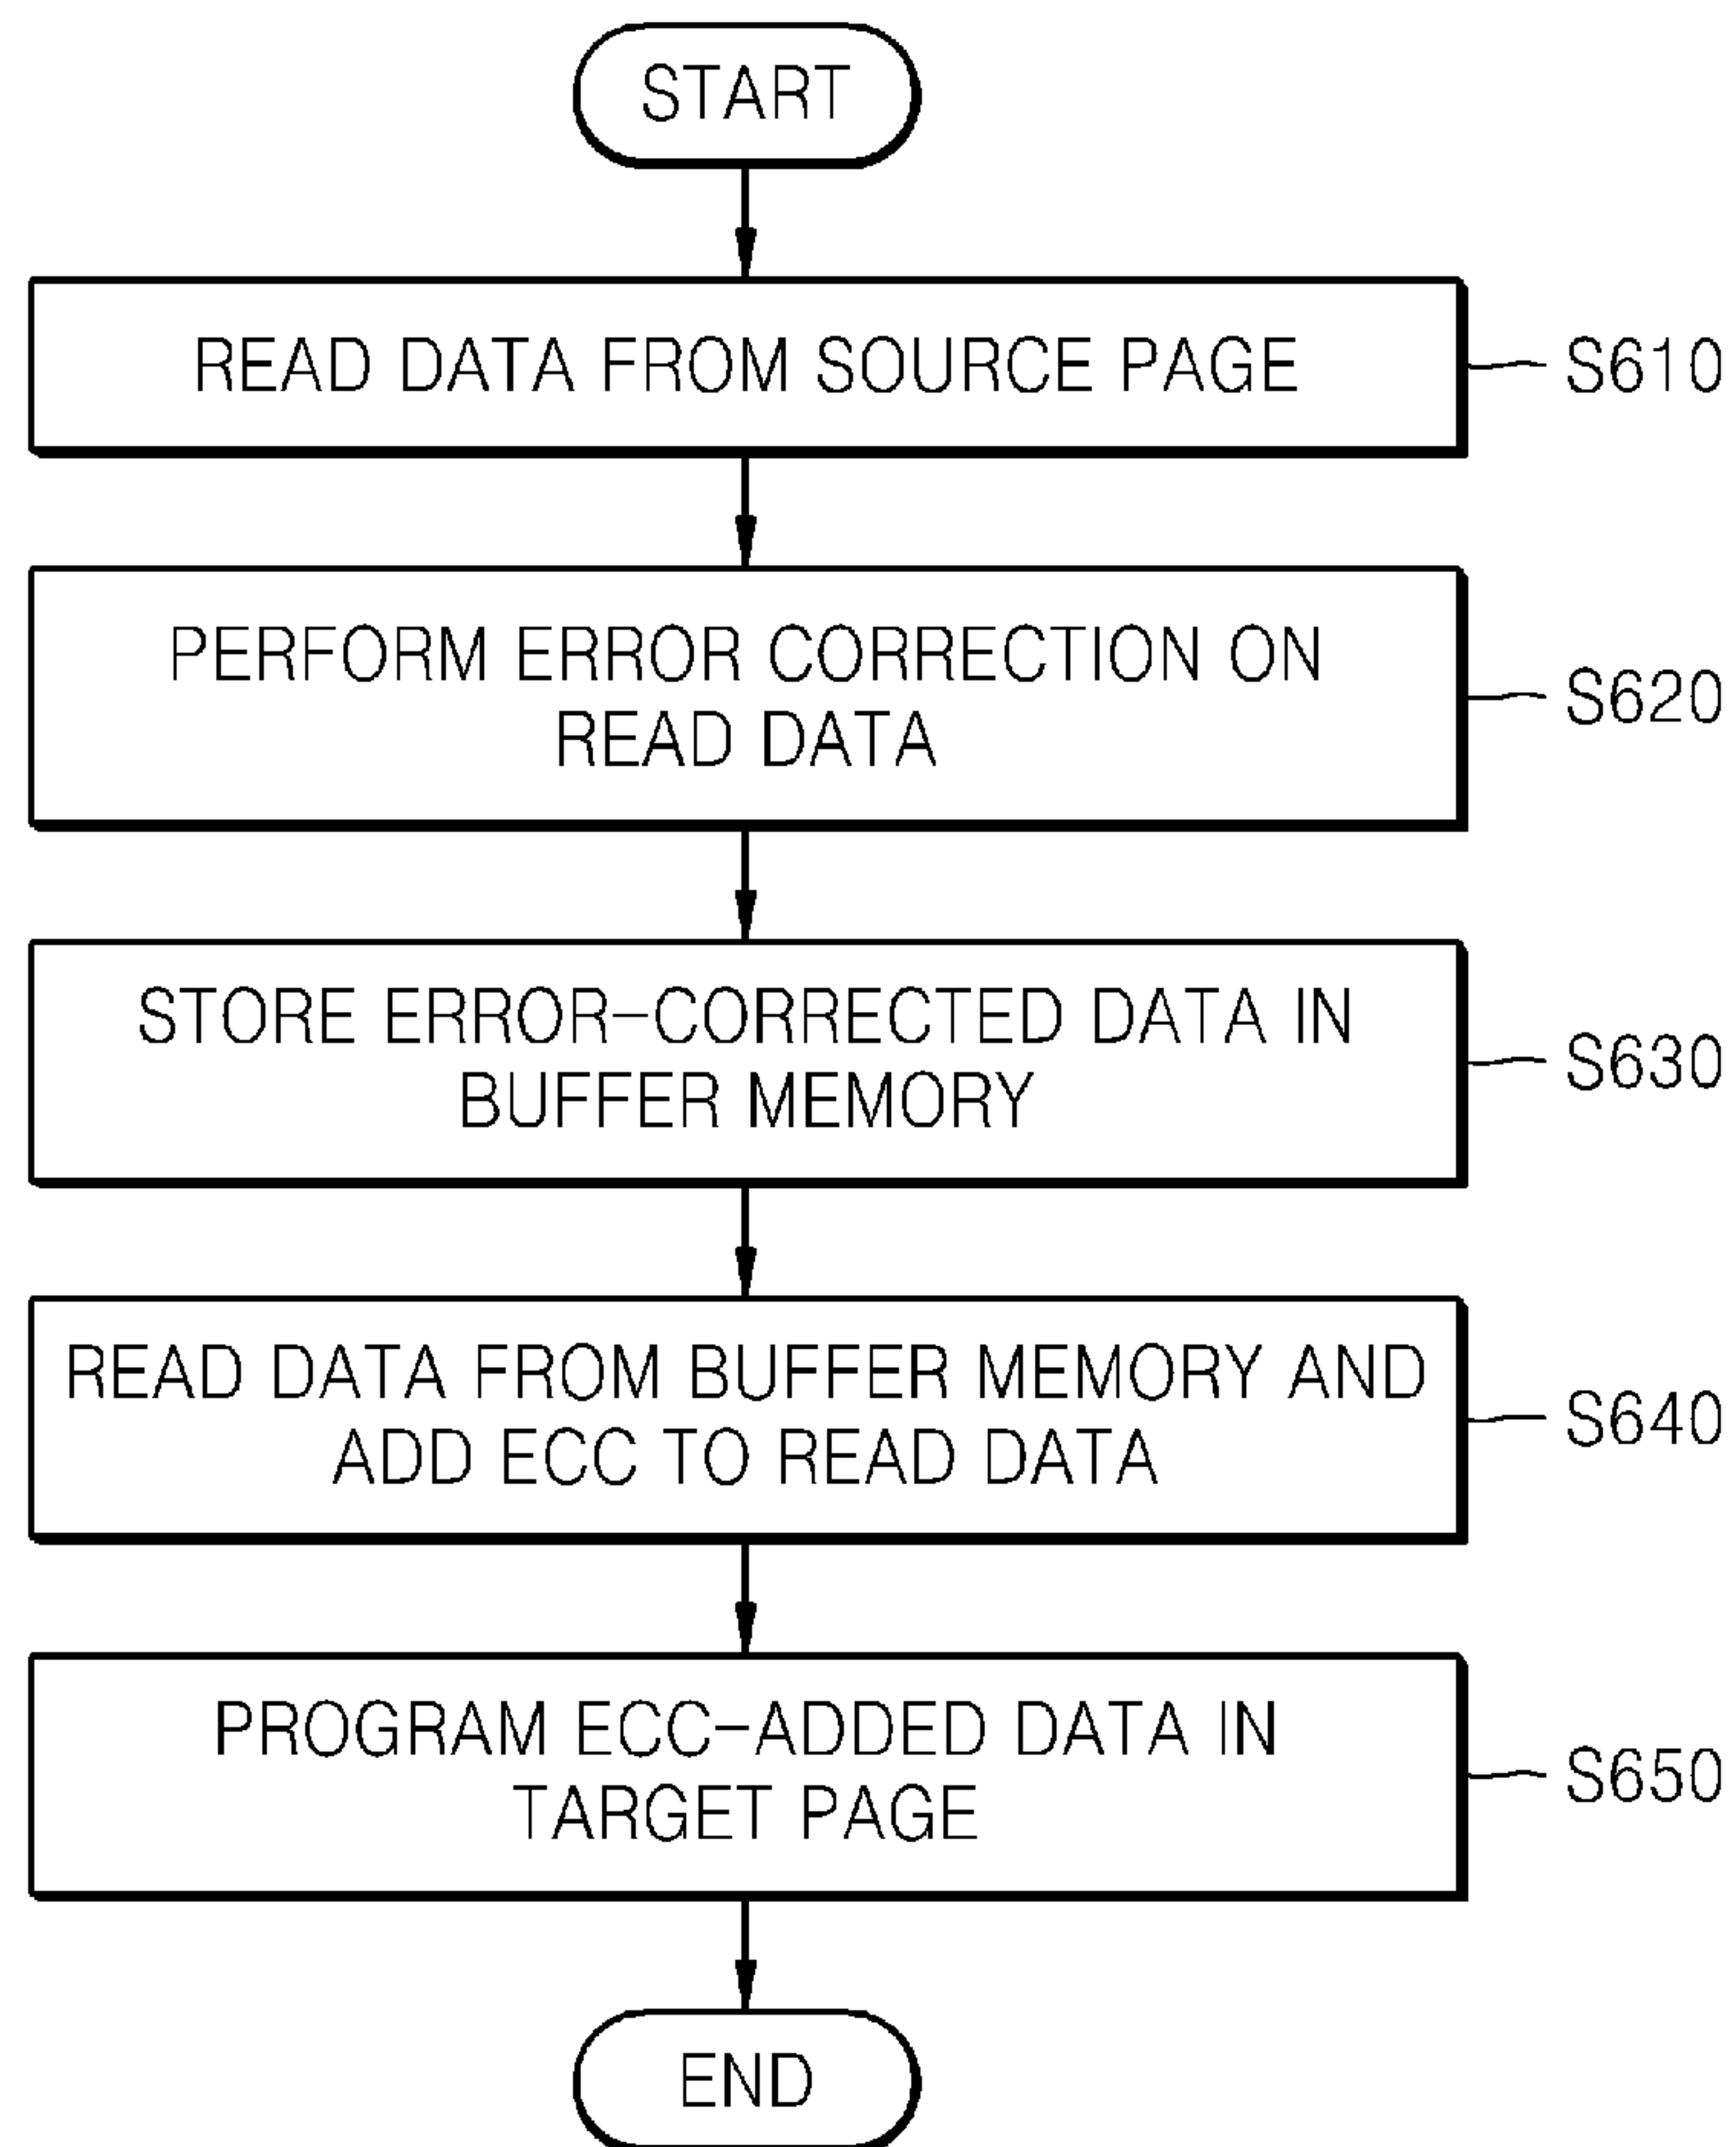 START
READ DATA FROM SOURCE PAGE
S610
PERFORM ERROR CORRECTION ON
READ DATA
S620
STORE ERROR-CORRECTED DATA IN
BUFFER MEMORY
S630
READ DATA FROM BUFFER MEMORY AND
ADD ECC TO READ DATA
S640
PROGRAM ECC-ADDED DATA IN
TARGET PAGE
S650
END